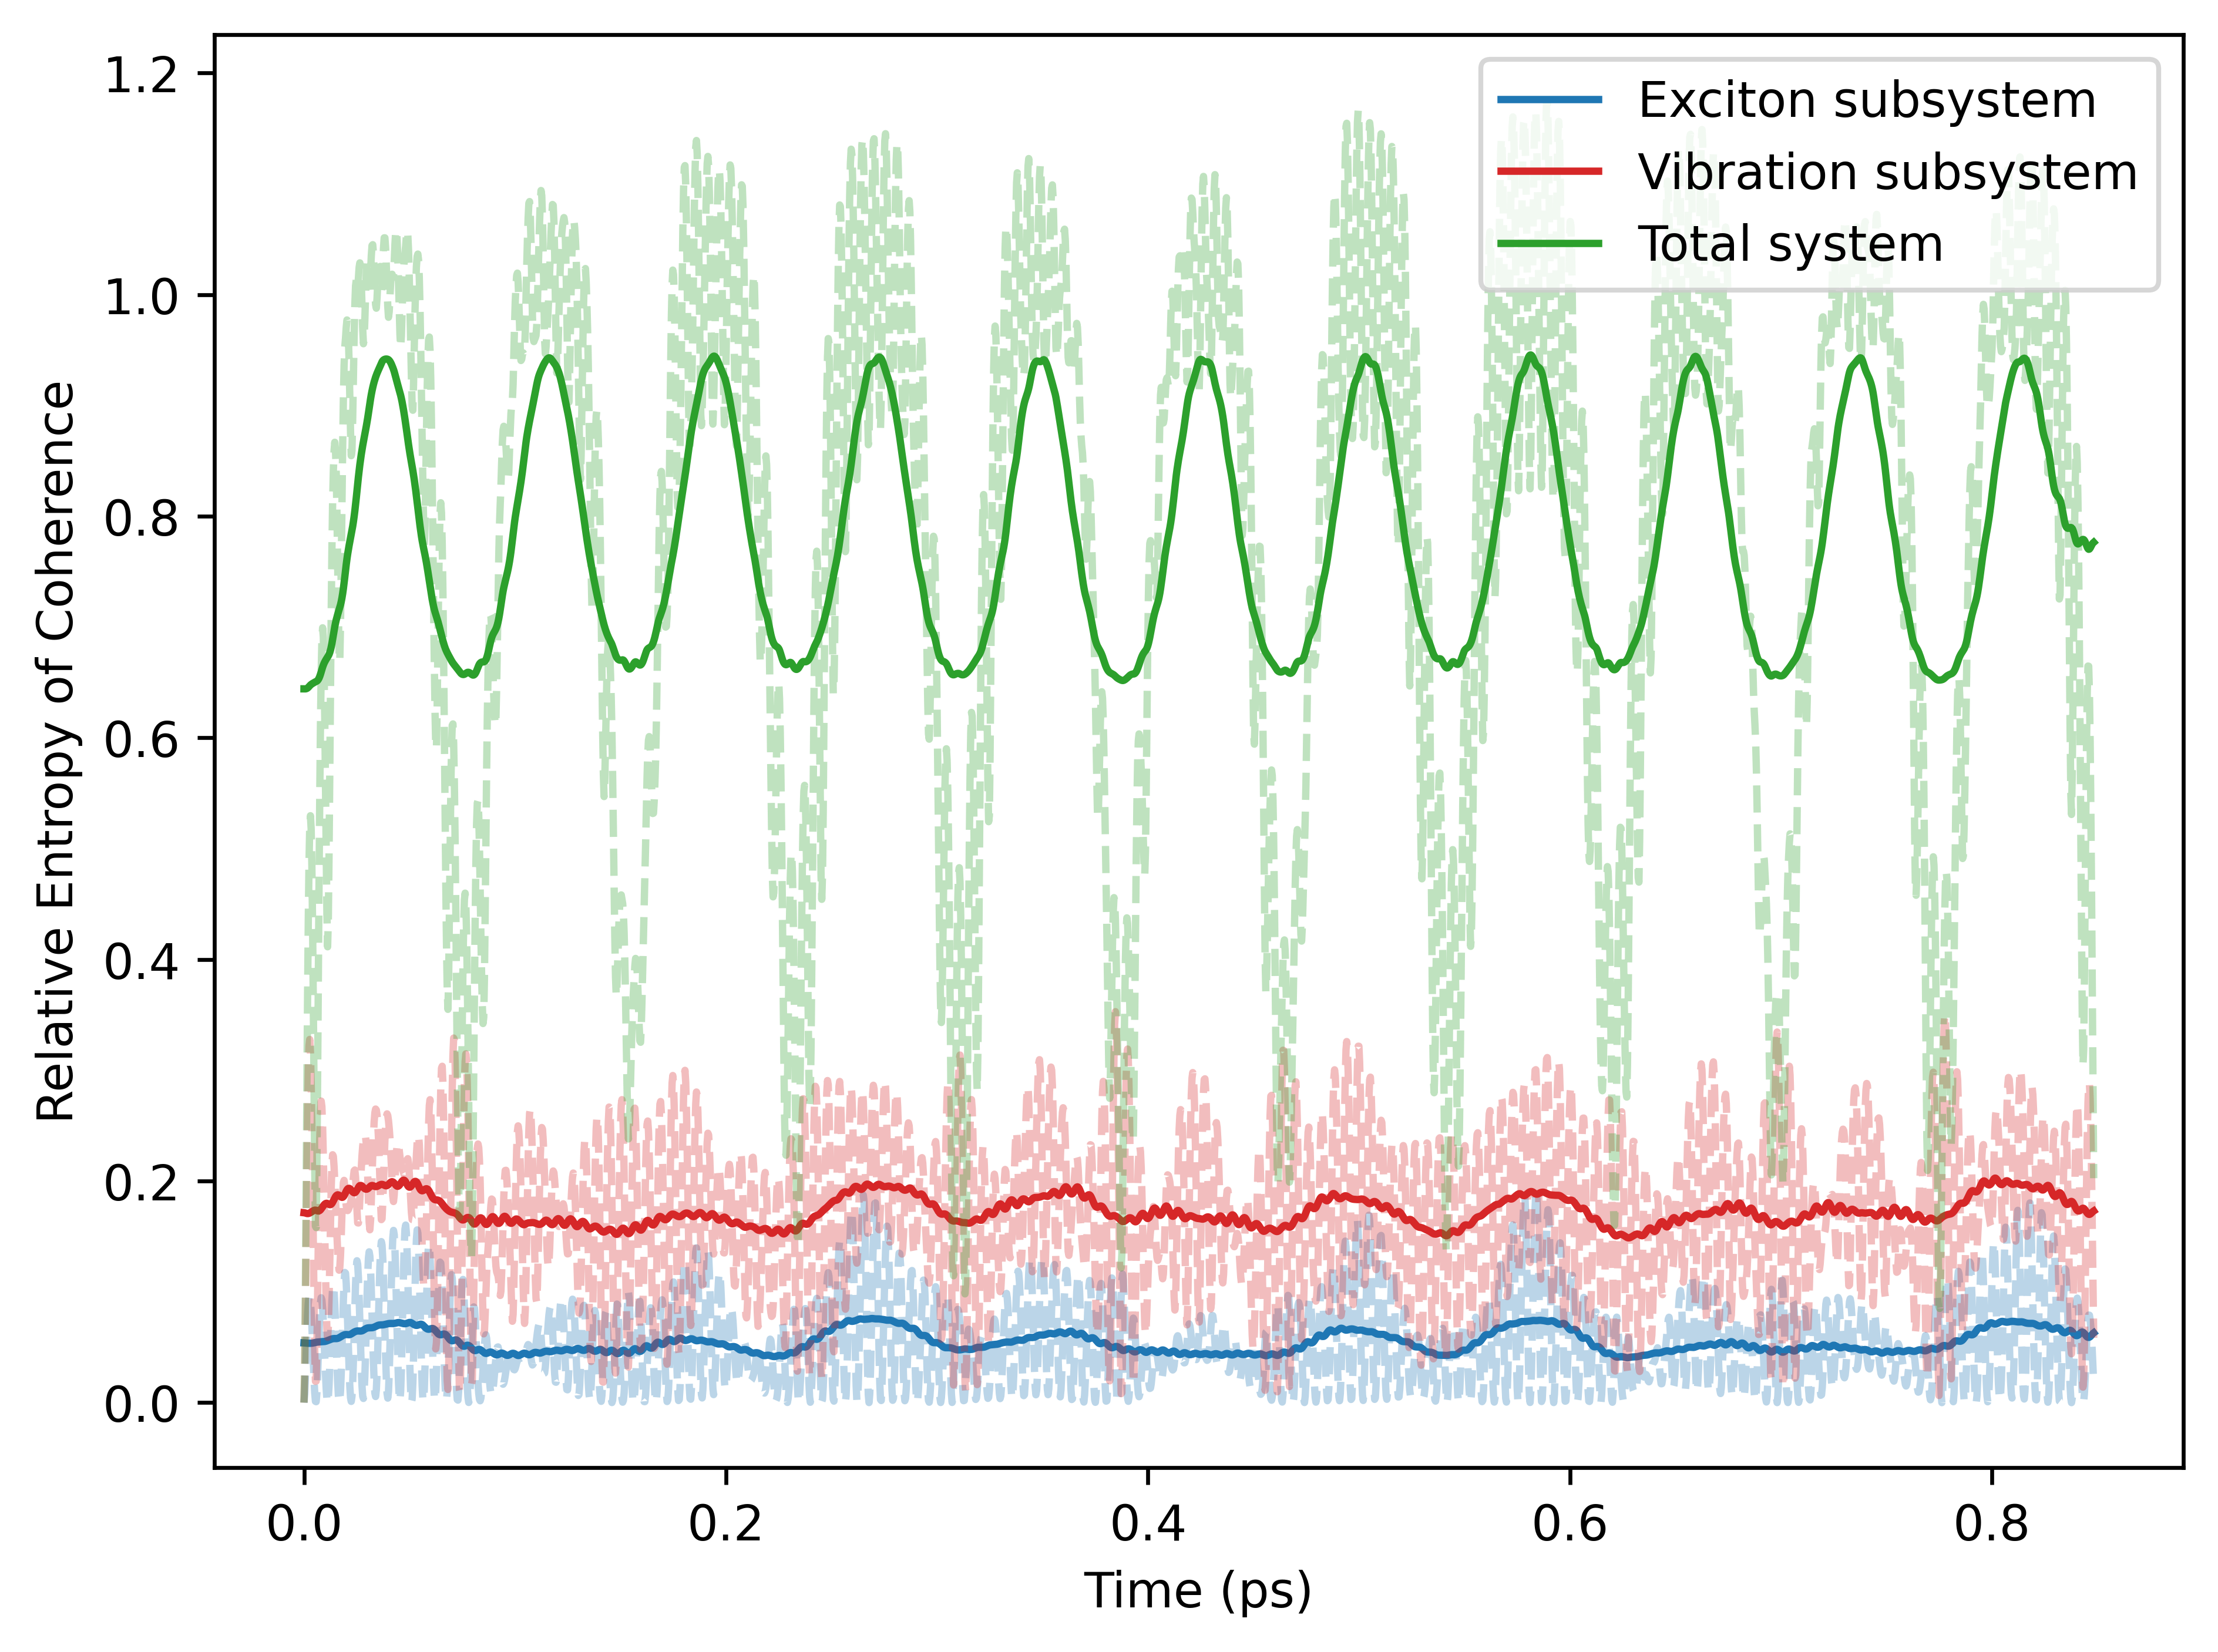 1.2
1.0
0.8
0.6
0.4
0.2
0.0
Relative Entropy of Coherence
Exciton subsystem
Vibration subsystem
Total system
0.0 0.2 0.4 0.6 0.8
Time (ps)